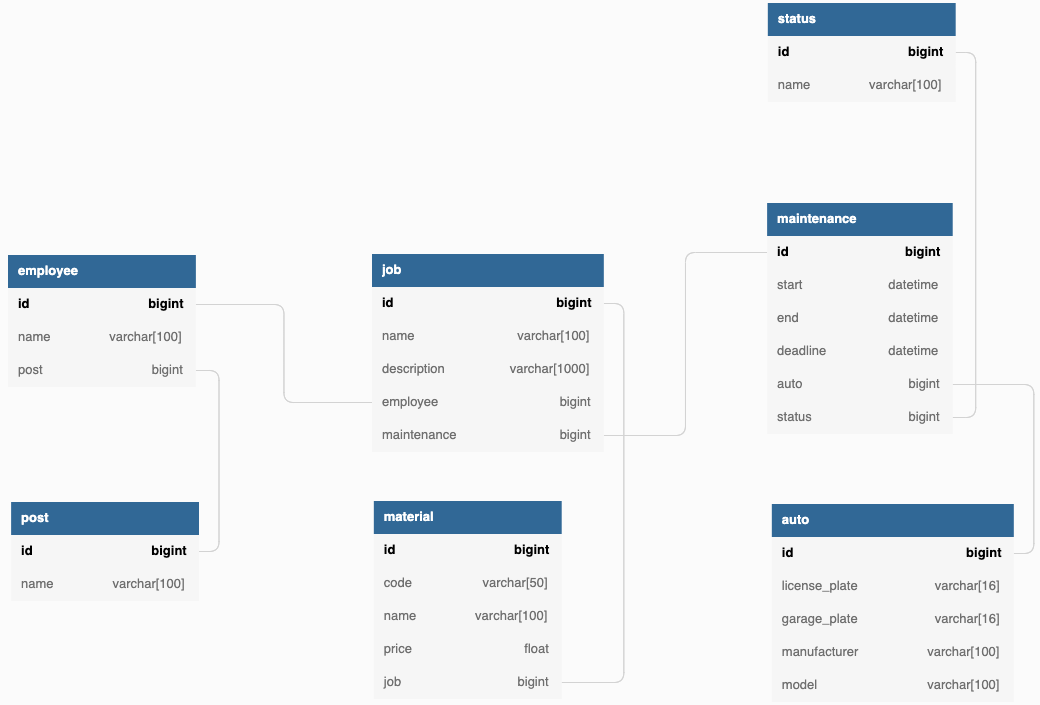 status
id bigint
name varchar[100]
maintenance
id bigint
start datetime
end datetime
deadline datetime
auto bigint
status bigint
employee
id bigint
name varchar[100]
post bigint
job
id bigint
name varchar[100]
description varchar[1000]
employee bigint
maintenance bigint
post
id bigint
name varchar[100]
material
id bigint
code varchar[50]
name varchar[100]
price float
job bigint
auto
id bigint
license_plate varchar[16]
garage_plate varchar[16]
manufacturer varchar[100]
model varchar[100]